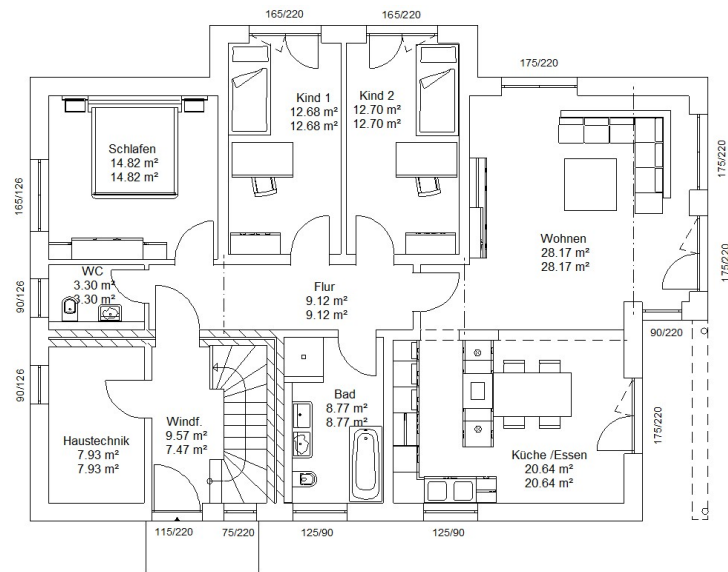 165/220
165/220
175/220
Kind 1
12.68 m²
12.68 m²
Kind 2
12.70 m²
12.70 m²
Schlafen
14.82 m²
14.82 m²
175/220
165/126
Wohnen
28.17 m²
28.17 m²
175/220
WC
3.30 m²
3.30 m²
Flur
9.12 m²
9.12 m²
90/126
90/220
90/126
Bad
8.77 m²
8.77 m²
Windf.
9.57 m²
7.47 m²
175/220
Haustechnik
7.93 m²
7.93 m²
Küche /Essen
20.64 m²
20.64 m²
115/220
75/220
125/90
125/90